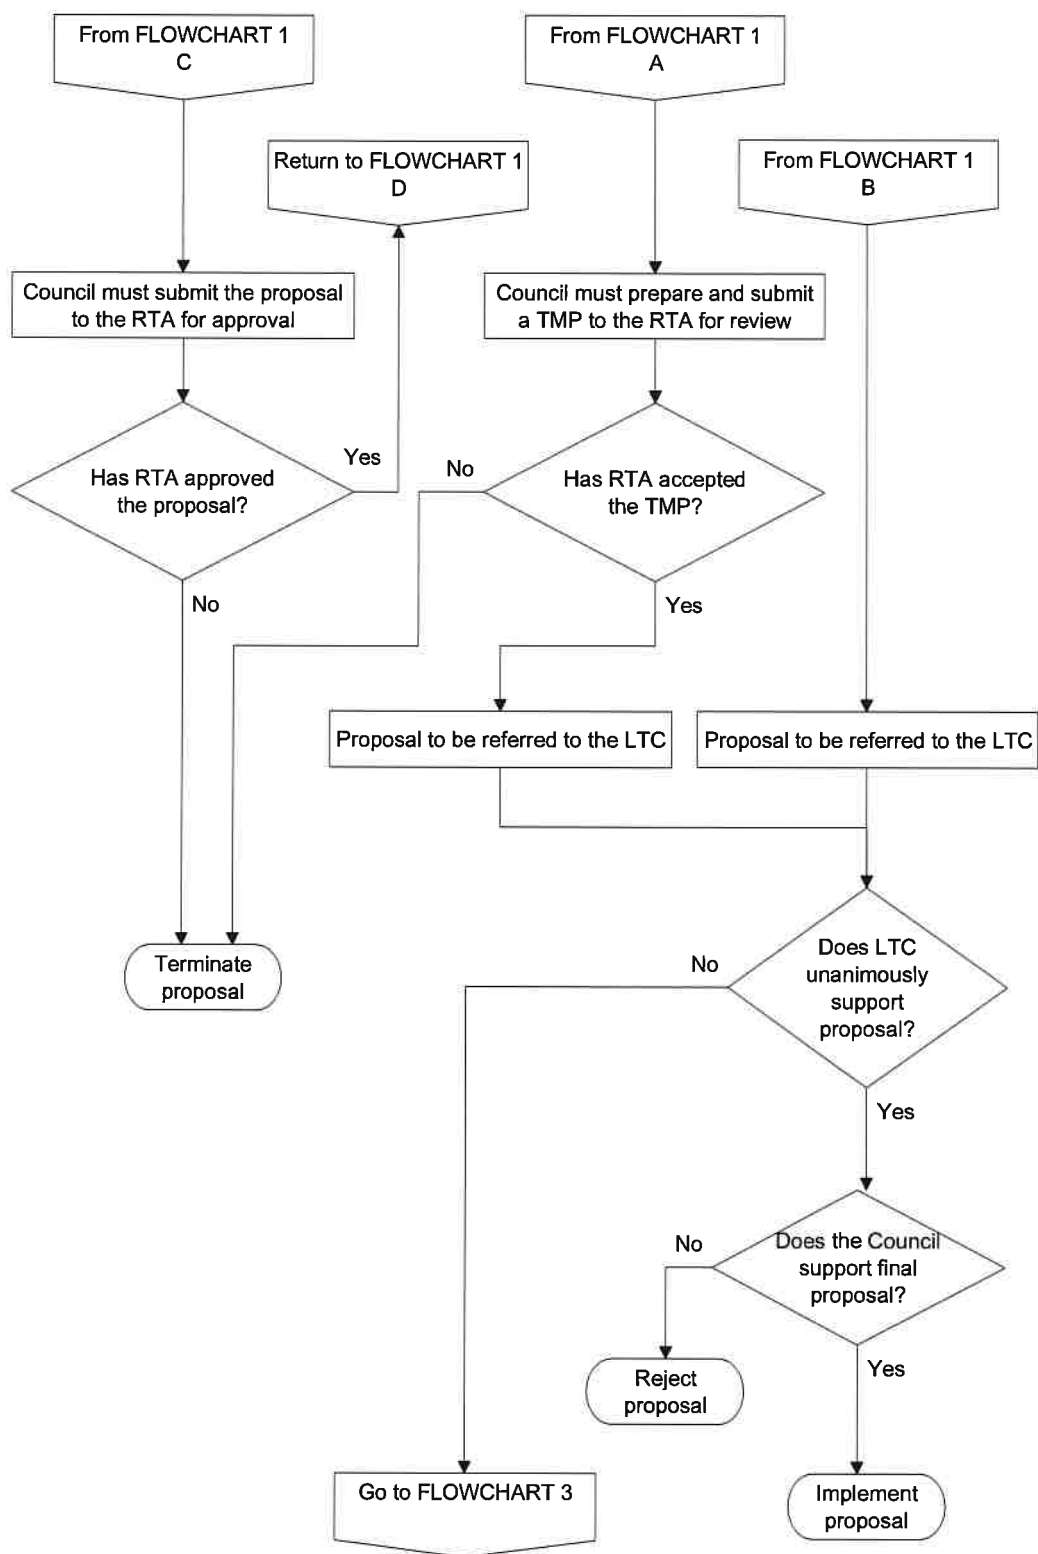 From FLOWCHART 1
C
From FLOWCHART 1
A
Return to FLOWCHART 1
D
From FLOWCHART 1
B
Council must submit the proposal
to the RTA for approval
Council must prepare and submit
a TMP to the RTA for review
Has RTA approved
the proposal?
Yes
No
Has RTA accepted
the TMP?
No
Yes
Proposal to be referred to the LTC
Proposal to be referred to the LTC
Terminate
proposal
Does LTC
unanimously
support
proposal?
No
Yes
Does the Council
support final
proposal?
No
Yes
Reject
proposal
Go to FLOWCHART 3
Implement
proposal